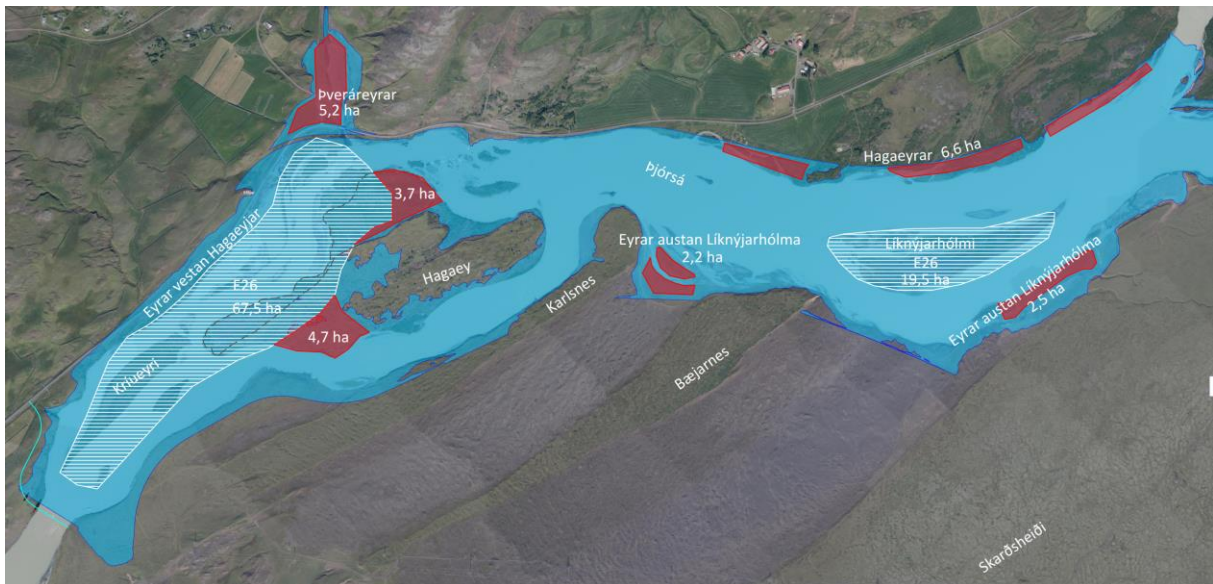 Þveráreyrar
5,2 ha
3,7 ha
Hagaeyrar 6,6 ha
Þjórsá
Eyrar vestan Hagaeyjar
Eyrar austan Líknýjarhólma
2,2 ha
Líknýjarhólmi
E26
19,5 ha
Hagaey
E26
67,5 ha
Karlsnes
Eyrar austan Líknýjarhólma
2,5 ha
4,7 ha
Kríueyri
Bæjarnes
Skarðsheiði